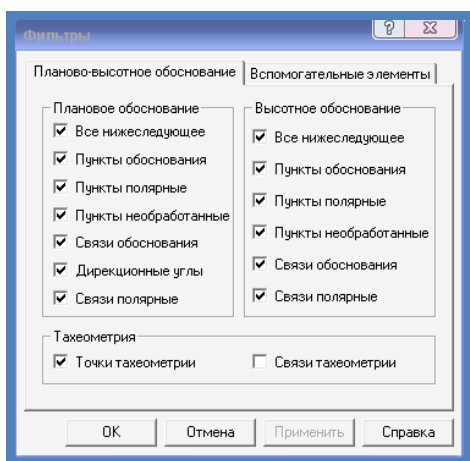 Фильтры
Планово-высотное обоснование Вспомогательные элементы
Плановое обоснование
Все нижеследующее
Пункты обоснования
Пункты полярные
Пункты необработанные
Связи обоснования
Дирекционные углы
Связи полярные
Высотное обоснование
Все нижеследующее
Пункты обоснования
Пункты полярные
Пункты необработанные
Связи обоснования
Связи полярные
Тахеометрия
Точки тахеометрии Связи тахеометрии
OK Отмена Применить Справка